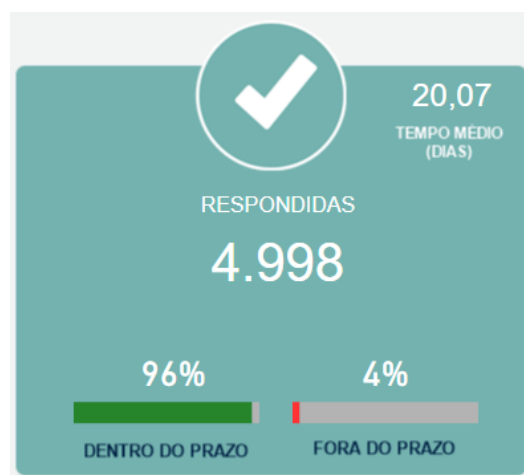 20,07
TEMPO MÉDIO
(DIAS)
RESPONDIDAS
4.998
96%
4%
DENTRO DO PRAZO
FORA DO PRAZO